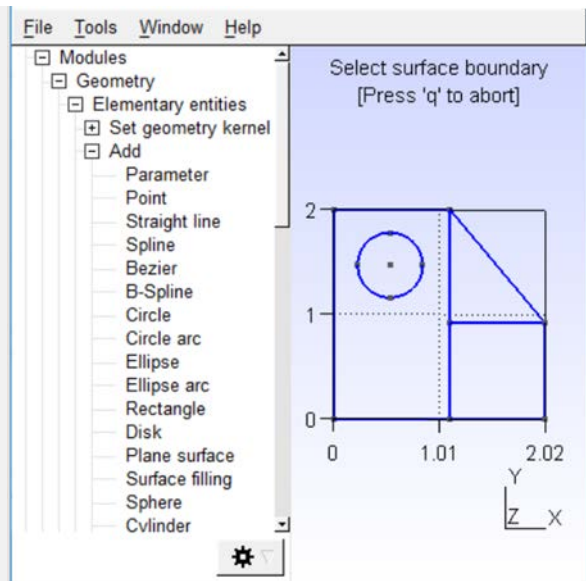 File Tools Window Help
Modules
Geometry
Elementary entities
Set geometry kernel
Add
Parameter
Point
Straight line
Spline
Bezier
B-Spline
Circle
Circle arc
Ellipse
Ellipse arc
Rectangle
Disk
Plane surface
Surface filling
Sphere
Cylinder
Select surface boundary
[Press 'q' to abort]
2
1
0
0 1.01 2.02
Y
Z X